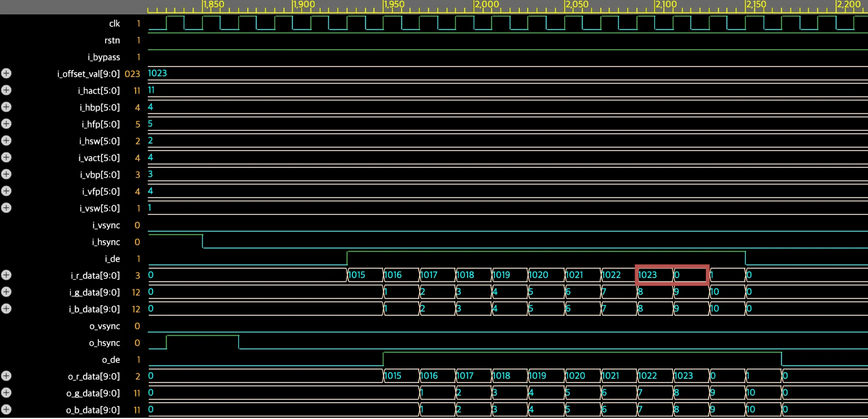 1,850 1,900 1,950 2,000 2,050 2,100 2,150 2,200
clk 1
rstn 1
i_bypass 1
i_offset_val[9:0] 023 1023
i_hact[5:0] 11 11
i_hbp[5:0] 4 4
i_hfp[5:0] 5 5
i_hsw[5:0] 2 2
i_vact[5:0] 4 4
i_vbp[5:0] 3 3
i_vfp[5:0] 4 4
i_vsw[5:0] 1 1
i_vsync 0
i_hsync 0
i_de 1
i_r_data[9:0] 3 0 1015 1016 1017 1018 1019 1020 1021 1022 1023 0 1 0
i_g_data[9:0] 12 0 1 2 3 4 5 6 7 8 9 10 0
i_b_data[9:0] 12 0 1 2 3 4 5 6 7 8 9 10 0
o_vsync 0
o_hsync 0
o_de 1
o_r_data[9:0] 2 0 1015 1016 1017 1018 1019 1020 1021 1022 1023 0 1 0
o_g_data[9:0] 11 0 1 2 3 4 5 6 7 8 9 10 0
o_b_data[9:0] 11 0 1 2 3 4 5 6 7 8 9 10 0